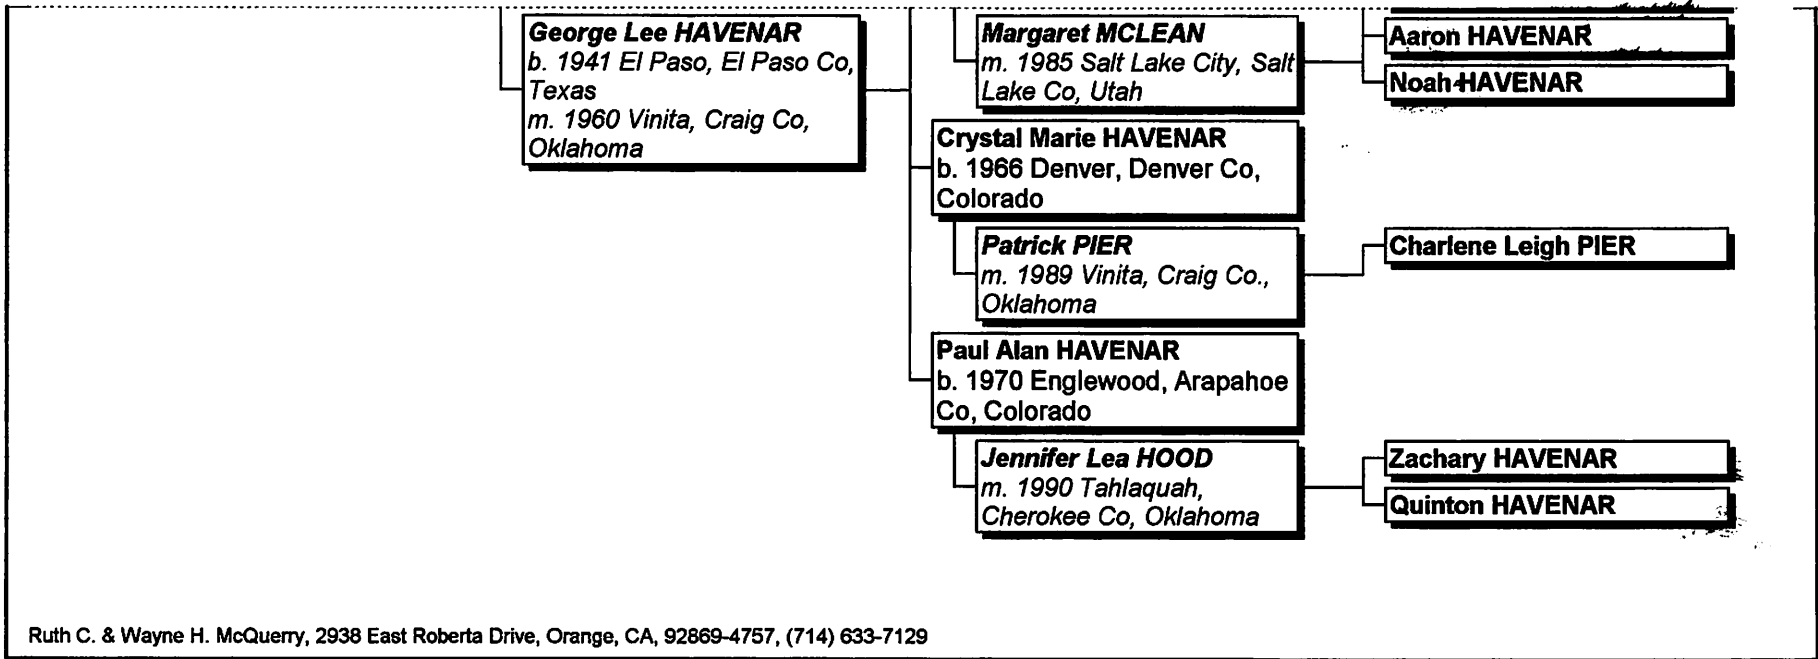 George Lee HAVENAR
b. 1941 El Paso, El Paso Co,
Texas
m. 1960 Vinita, Craig Co,
Oklahoma
Margaret MCLEAN
m. 1985 Salt Lake City, Salt
Lake Co, Utah
Aaron HAVENAR
Noah HAVENAR
Crystal Marie HAVENAR
b. 1966 Denver, Denver Co,
Colorado
Patrick PIER
m. 1989 Vinita, Craig Co.,
Oklahoma
Charlene Leigh PIER
Paul Alan HAVENAR
b. 1970 Englewood, Arapahoe
Co, Colorado
Jennifer Lea HOOD
m. 1990 Tahlaquah,
Cherokee Co, Oklahoma
Zachary HAVENAR
Quinton HAVENAR
Ruth C. & Wayne H. McQuerry, 2938 East Roberta Drive, Orange, CA, 92869-4757, (714) 633-7129